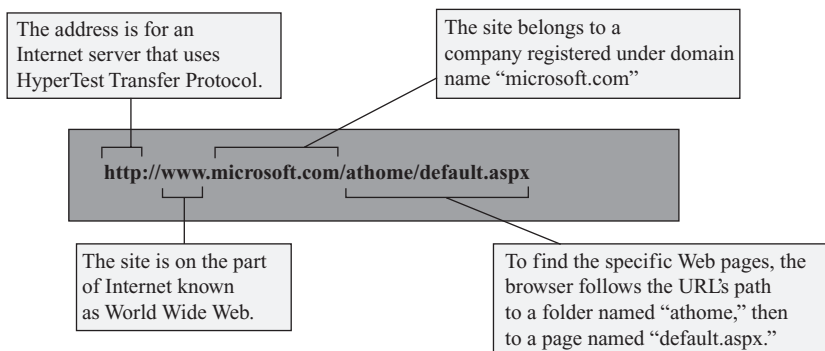 The address is for an
Internet server that uses
HyperTest Transfer Protocol.
The site belongs to a
company registered under domain
name “microsoft.com”
http://www.microsoft.com/athome/default.aspx
The site is on the part
of Internet known
as World Wide Web.
To find the specific Web pages, the
browser follows the URL’s path
to a folder named “athome,” then
to a page named “default.aspx.”